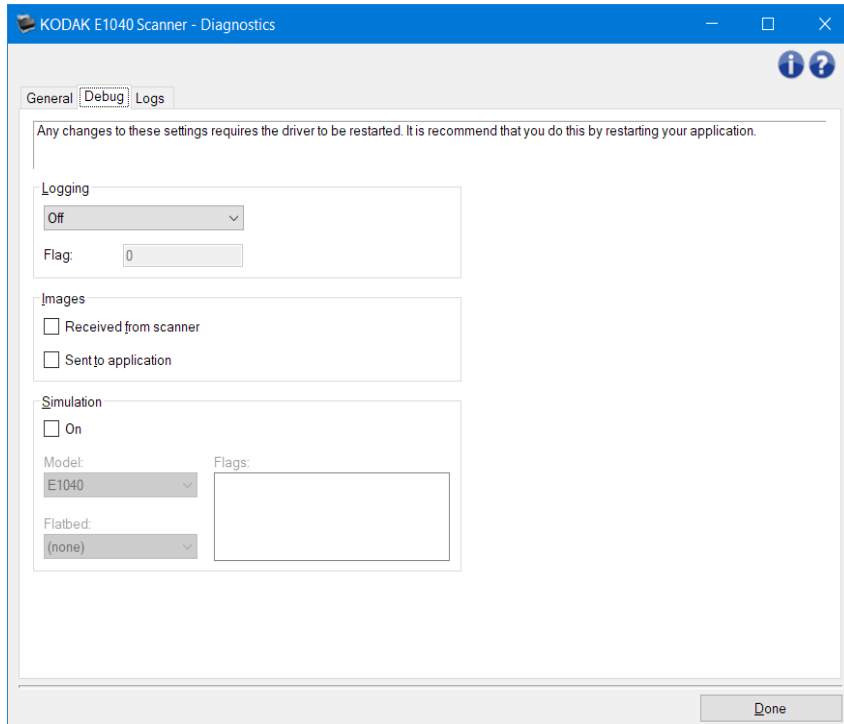 KODAK E1040 Scanner - Diagnostics
General Debug Logs
Any changes to these settings requires the driver to be restarted. It is recommend that you do this by restarting your application.
Logging
Off
Flag: 0
Images
Received from scanner
Sent to application
Simulation
On
Model: Flags:
E1040
Flatbed:
(none)
Done